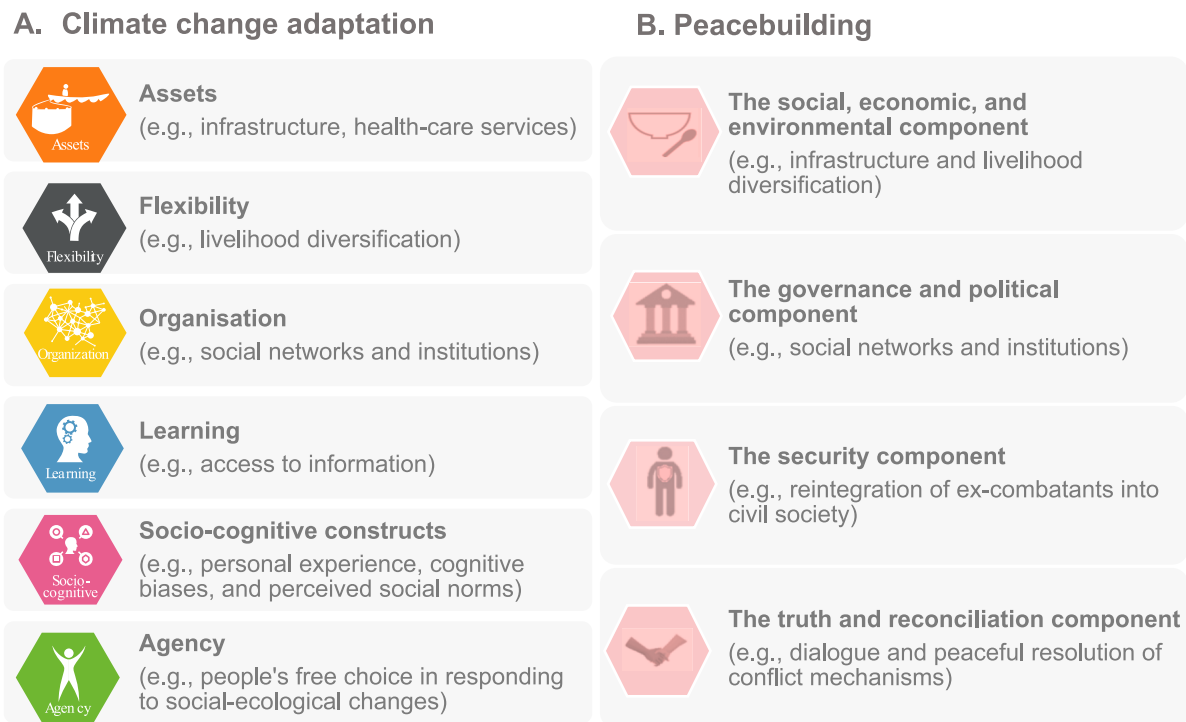 A. Climate change adaptation
Assets
Assets
(e.g., infrastructure, health-care services)
Flexibility
Flexibility
(e.g., livelihood diversification)
Organization
Organisation
(e.g., social networks and institutions)
Learning
Learning
(e.g., access to information)
Socio-
cognitive
Socio-cognitive constructs
(e.g., personal experience, cognitive
biases, and perceived social norms)
Agency
Agency
(e.g., people's free choice in responding
to social-ecological changes)
B. Peacebuilding
The social, economic, and
environmental component
(e.g., infrastructure and livelihood
diversification)
The governance and political
component
(e.g., social networks and institutions)
The security component
(e.g., reintegration of ex-combatants into
civil society)
The truth and reconciliation component
(e.g., dialogue and peaceful resolution of
conflict mechanisms)